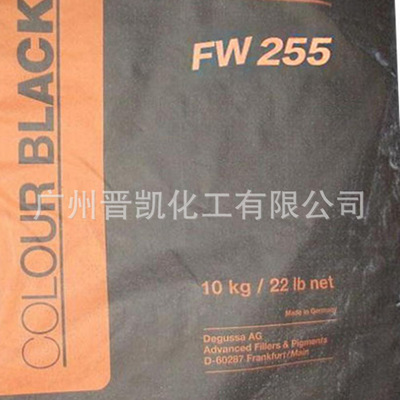 COLOUR BLACK
FW 255
广州晋凯化工有限公司
10 kg / 22 lb net
Made in Germany
Degussa AG
Advanced Fillers & Pigments
D-60287 Frankfurt/Main